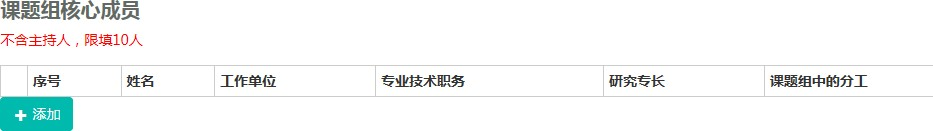 课题组核心成员
不含主持人，限填10人
序号 姓名 工作单位 专业技术职务 研究专长 课题组中的分工
添加